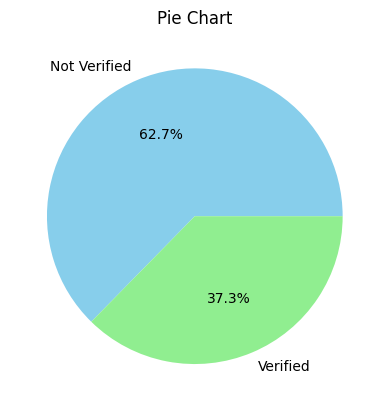 Pie Chart
Not Verified
62.7%
37.3%
Verified